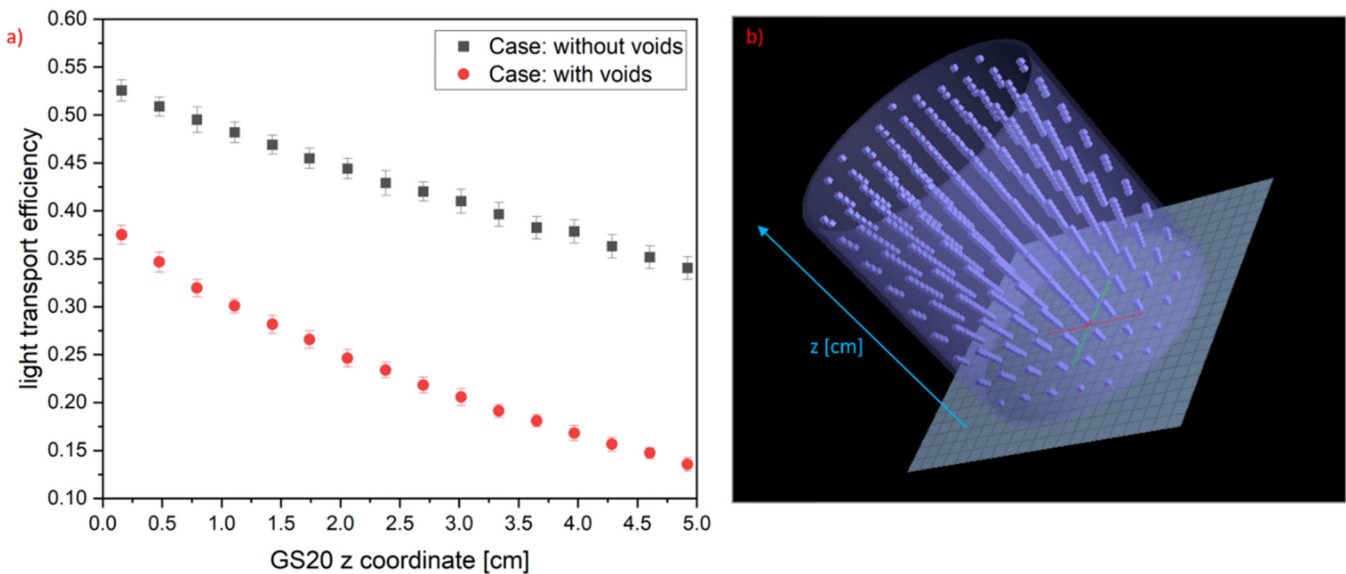 a)
0.60
0.55
0.50
0.45
0.40
0.35
0.30
0.25
0.20
0.15
0.10
light transport efficiency
Case: without voids
Case: with voids
0.0 0.5 1.0 1.5 2.0 2.5 3.0 3.5 4.0 4.5 5.0
GS20 z coordinate [cm]
b)
z [cm]